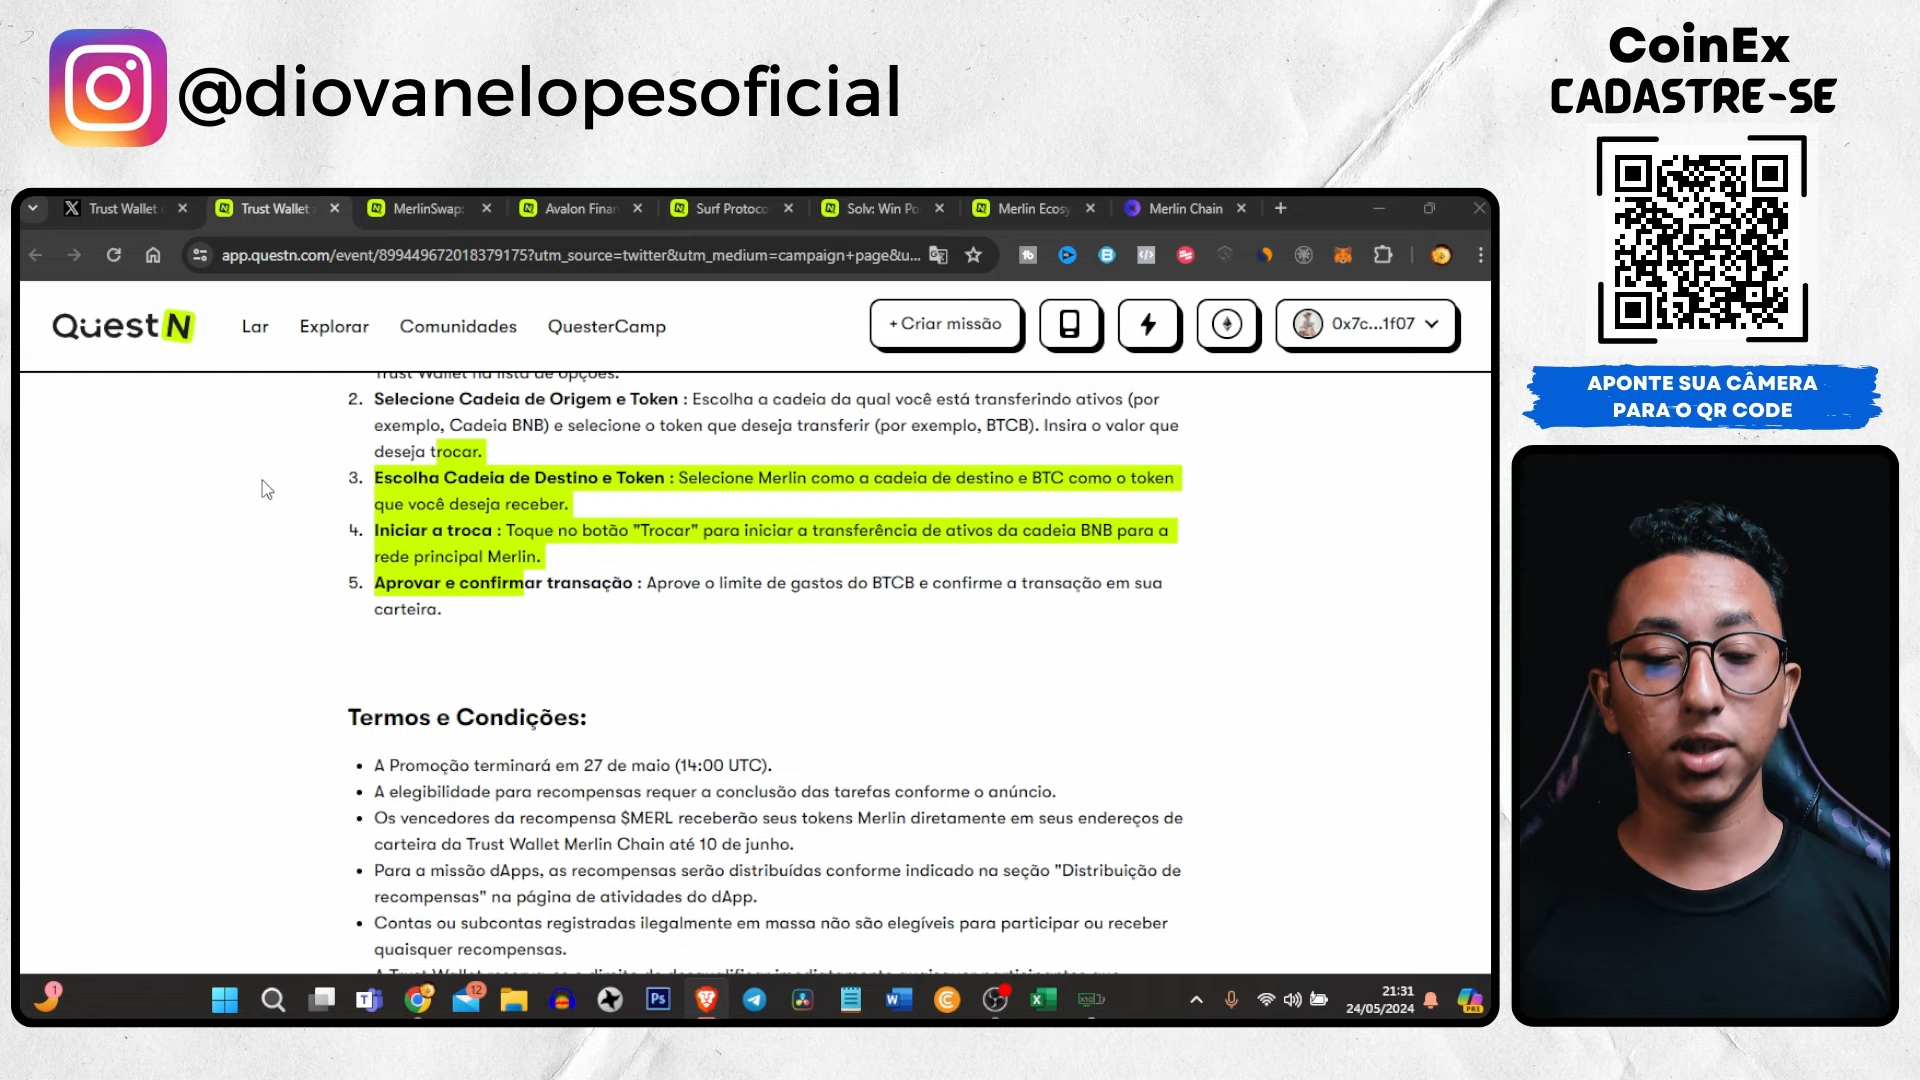 @diovanelopesoficial
CoinEx
CADASTRE-SE
APONTE SUA CÂMERA
PARA O QR CODE
Trust Wallet
Trust Wallet
MerlinSwap:
Avalon Finan
Surf Protoco
Solv: Win Po
Merlin Ecosy
Merlin Chain
app.questn.com/event/899449672018379175?utm_source=twitter&utm_medium=campaign+page&u...
QuestN
Lar
Explorar
Comunidades
QuesterCamp
+ Criar missão
0x7c...1f07
Trust Wallet na lista de opções.
2. Selecione Cadeia de Origem e Token : Escolha a cadeia da qual você está transferindo ativos (por
exemplo, Cadeia BNB) e selecione o token que deseja transferir (por exemplo, BTCB). Insira o valor que
deseja trocar.
3. Escolha Cadeia de Destino e Token : Selecione Merlin como a cadeia de destino e BTC como o token
que você deseja receber.
4. Iniciar a troca : Toque no botão "Trocar" para iniciar a transferência de ativos da cadeia BNB para a
rede principal Merlin.
5. Aprovar e confirmar transação : Aprove o limite de gastos do BTCB e confirme a transação em sua
carteira.
Termos e Condições:
• A Promoção terminará em 27 de maio (14:00 UTC).
• A elegibilidade para recompensas requer a conclusão das tarefas conforme o anúncio.
• Os vencedores da recompensa $MERL receberão seus tokens Merlin diretamente em seus endereços de
carteira da Trust Wallet Merlin Chain até 10 de junho.
• Para a missão dApps, as recompensas serão distribuídas conforme indicado na seção "Distribuição de
recompensas" na página de atividades do dApp.
• Contas ou subcontas registradas ilegalmente em massa não são elegíveis para participar ou receber
quaisquer recompensas.
1
12
Ps
21:31
24/05/2024
PRE